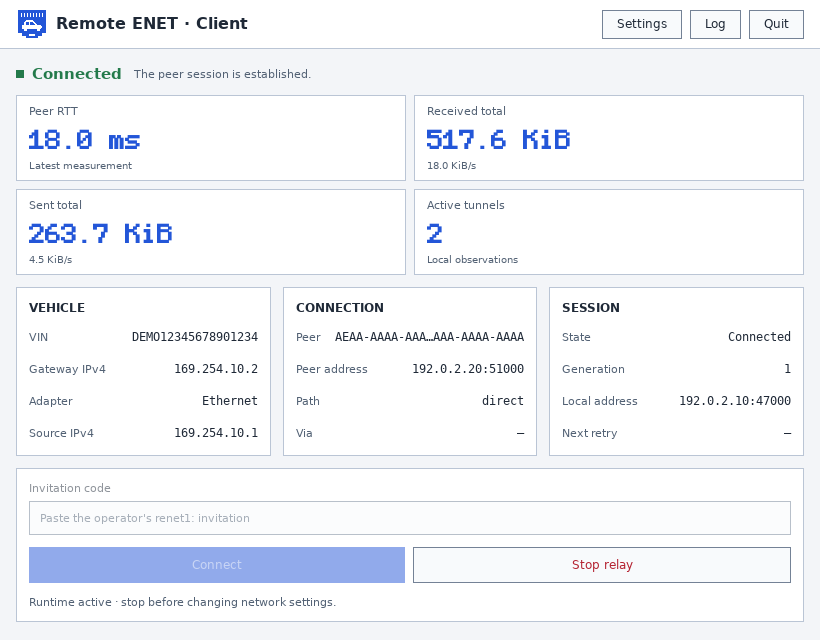 Remote ENET · Client
Settings
Log
Quit
Connected
The peer session is established.
Peer RTT
18.0 ms
Latest measurement
Received total
517.6 KiB
18.0 KiB/s
Sent total
263.7 KiB
4.5 KiB/s
Active tunnels
2
Local observations
VEHICLE
VIN DEMO12345678901234
Gateway IPv4 169.254.10.2
Adapter Ethernet
Source IPv4 169.254.10.1
CONNECTION
Peer AEAA-AAAA-AAA…AAA-AAAA-AAAA
Peer address 192.0.2.20:51000
Path direct
Via —
SESSION
State Connected
Generation 1
Local address 192.0.2.10:47000
Next retry —
Invitation code
Paste the operator's renet1: invitation
Connect
Stop relay
Runtime active · stop before changing network settings.